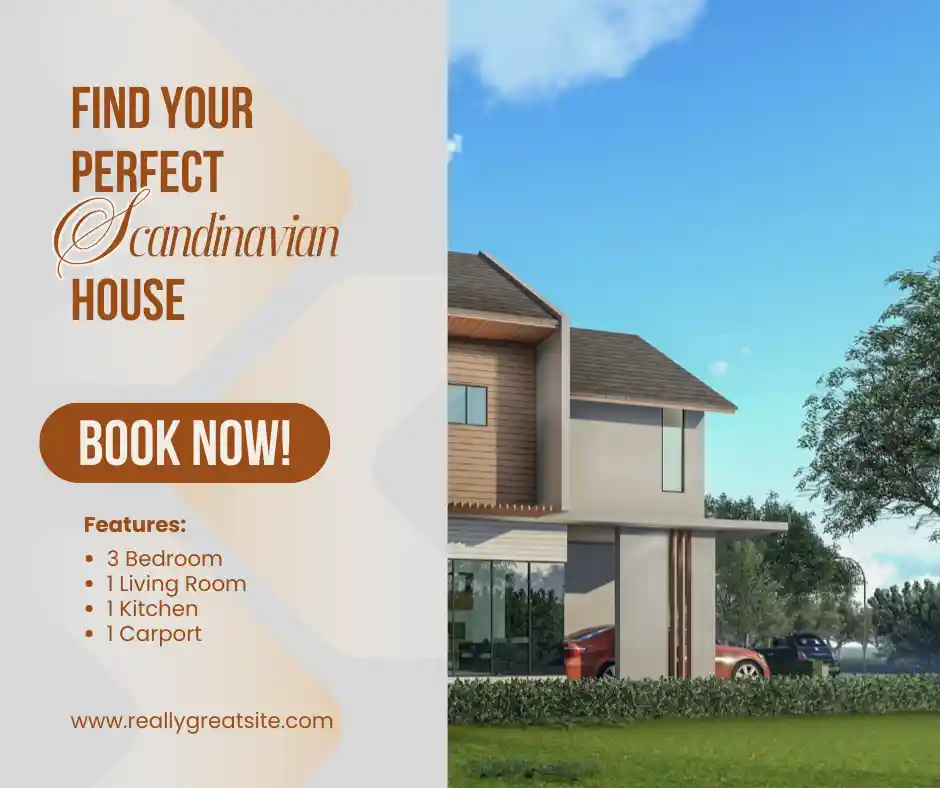 FIND YOUR
PERFECT
Scandinavian
HOUSE
BOOK NOW!
Features:
• 3 Bedroom
• 1 Living Room
• 1 Kitchen
• 1 Carport
www.reallygreatsite.com